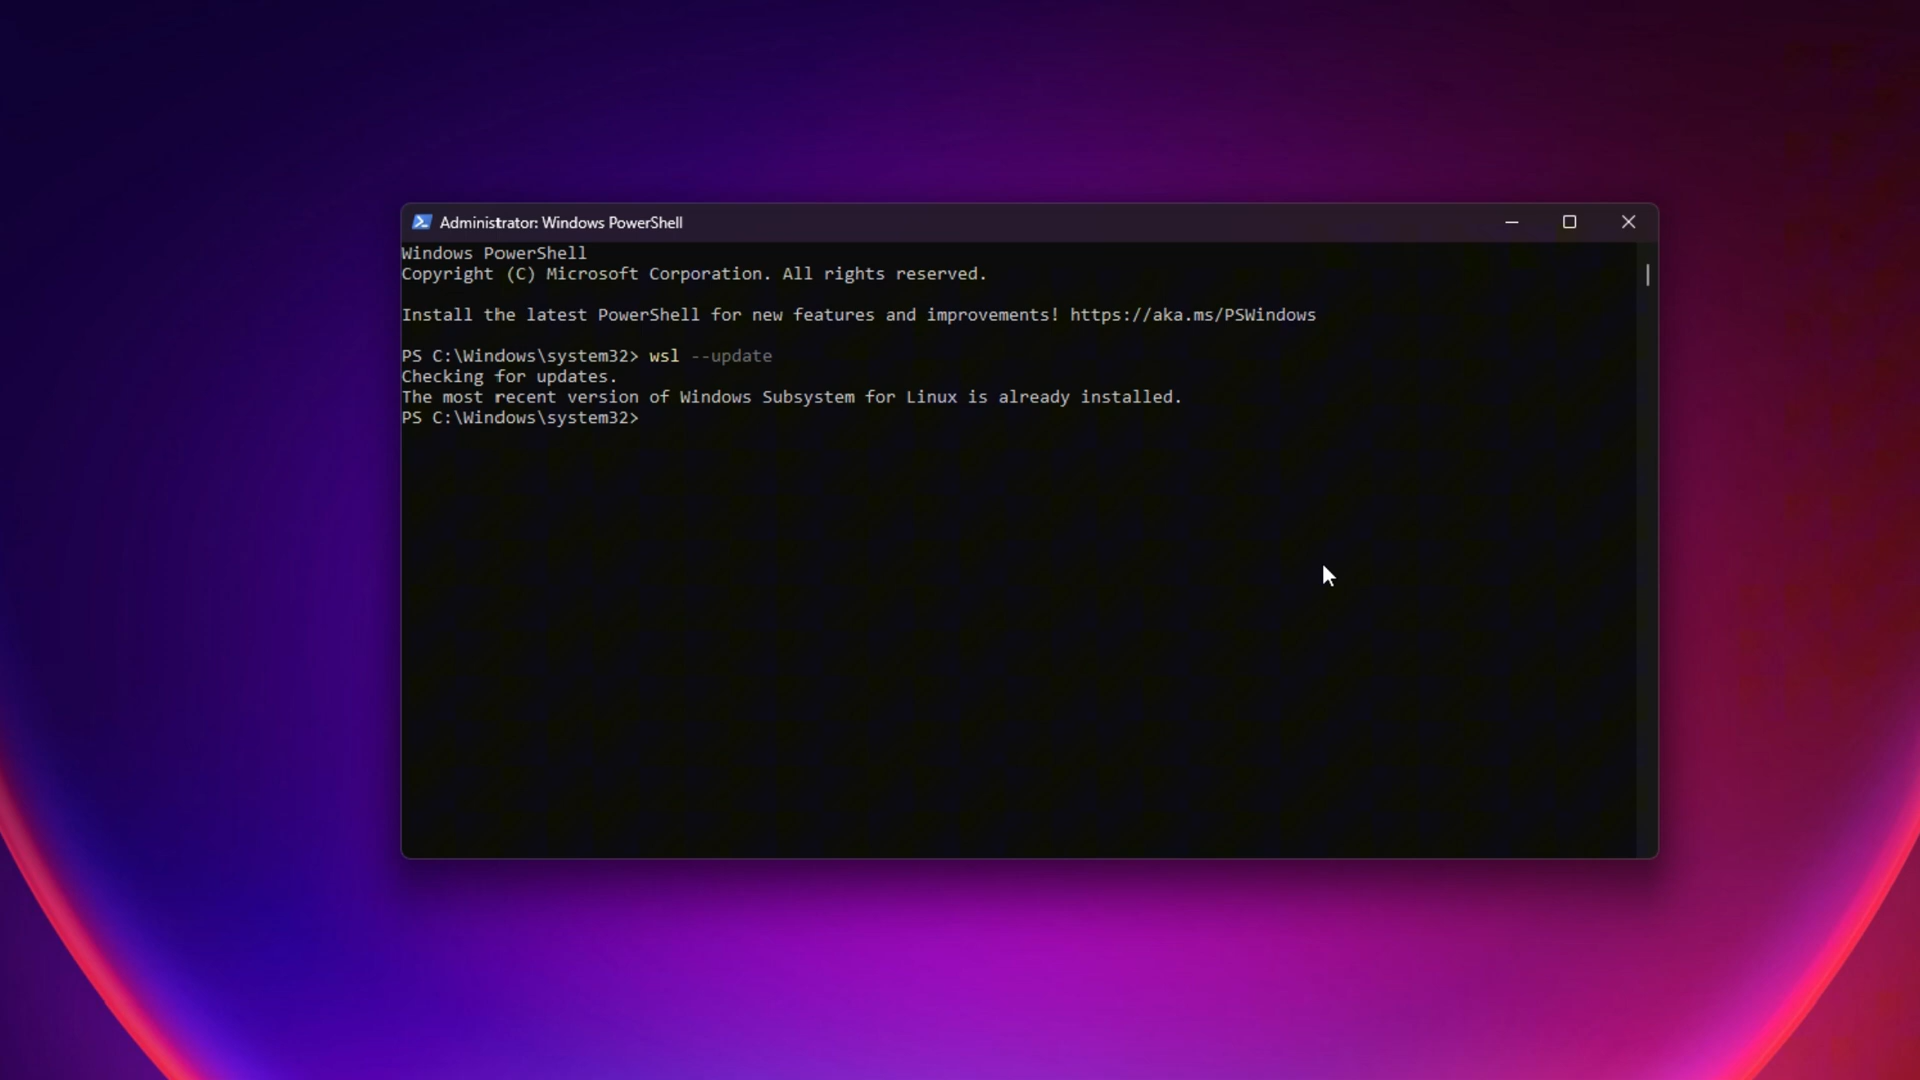 Administrator: Windows PowerShell
Windows PowerShell
Copyright (C) Microsoft Corporation. All rights reserved.
Install the latest PowerShell for new features and improvements! https://aka.ms/PSWindows
PS C:\Windows\system32> wsl --update
Checking for updates.
The most recent version of Windows Subsystem for Linux is already installed.
PS C:\Windows\system32>